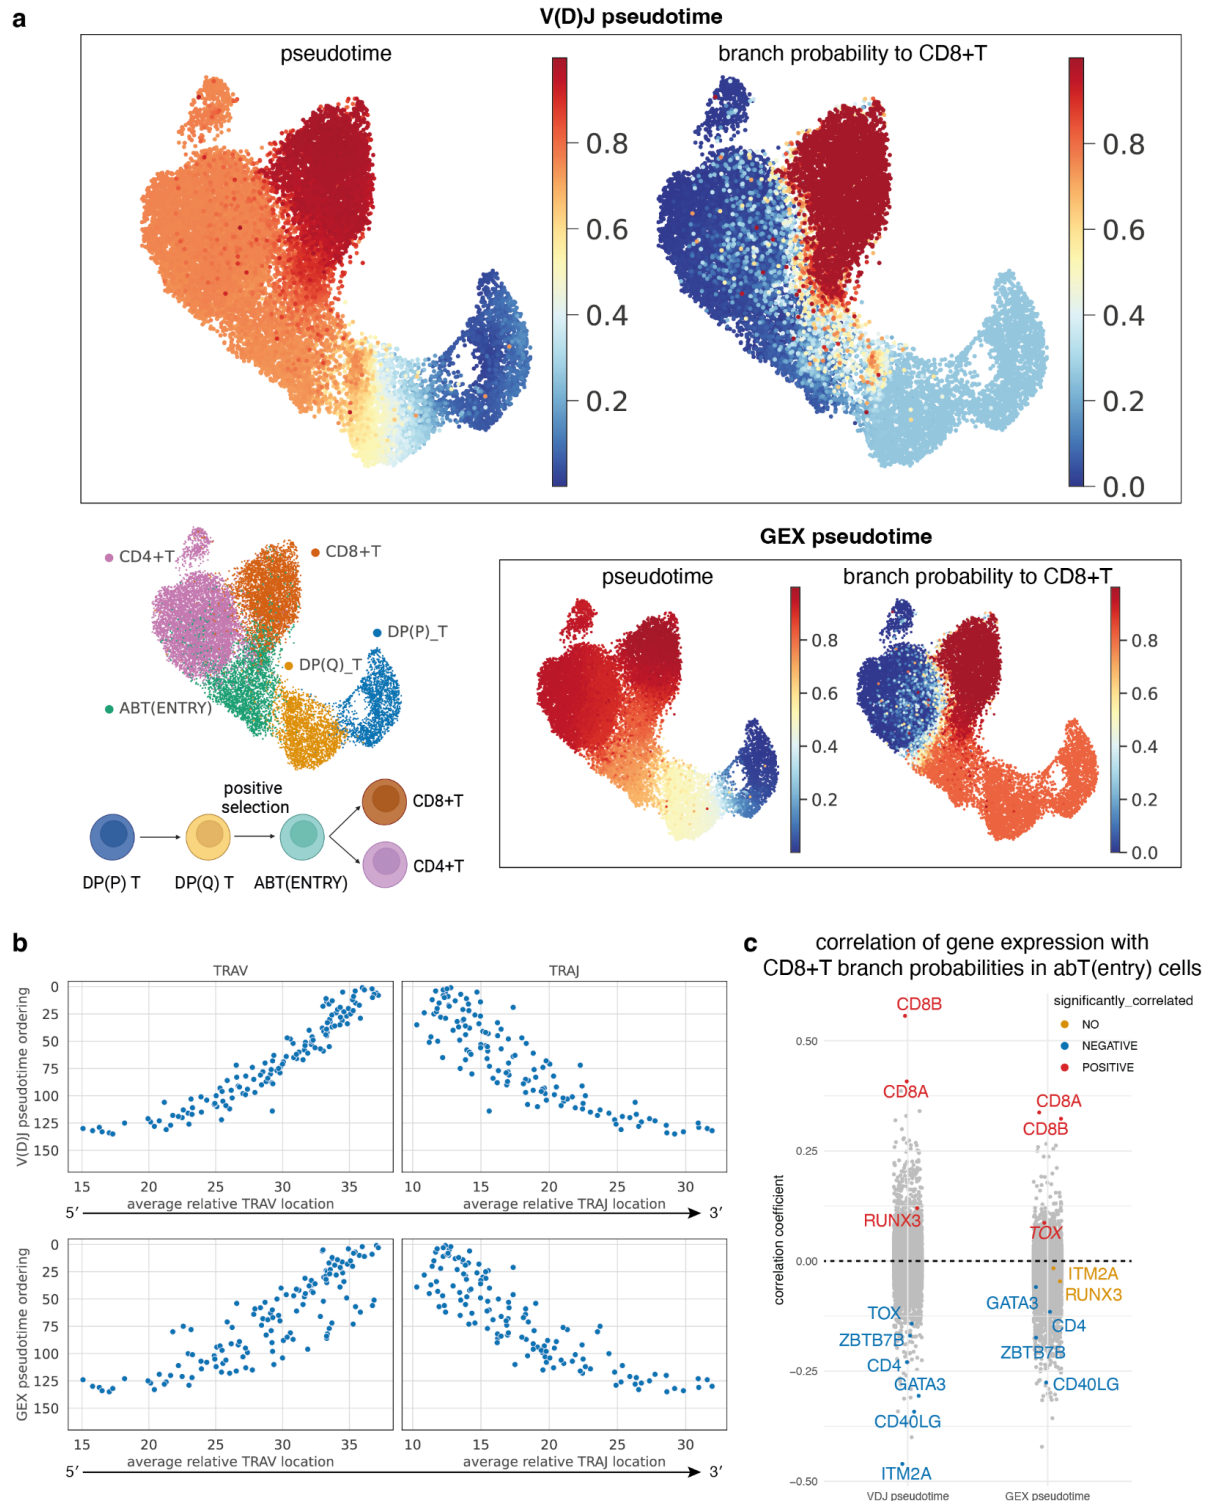 a
V(D)J pseudotime
pseudotime
branch probability to CD8+T
0.8
0.6
0.4
0.2
0.8
0.6
0.4
0.2
0.0
CD4+T
CD8+T
DP(P)_T
DP(Q)_T
ABT(ENTRY)
positive
selection
CD8+T
CD4+T
DP(P) T
DP(Q) T
ABT(ENTRY)
GEX pseudotime
pseudotime
branch probability to CD8+T
0.8
0.6
0.4
0.2
0.8
0.6
0.4
0.2
0.0
b
TRAV
TRAJ
V(D)J pseudotime ordering
0
25
50
75
100
125
150
15 20 25 30 35
10 15 20 25 30
average relative TRAV location
average relative TRAJ location
5′
3′
GEX pseudotime ordering
0
25
50
75
100
125
150
15 20 25 30 35
10 15 20 25 30
average relative TRAV location
average relative TRAJ location
5′
3′
c
correlation of gene expression with
CD8+T branch probabilities in abT(entry) cells
significantly_correlated
NO
NEGATIVE
POSITIVE
correlation coefficient
0.50
0.25
0.00
−0.25
−0.50
CD8B
CD8A
RUNX3
TOX
ZBTB7B
CD4
GATA3
CD40LG
ITM2A
CD8A
CD8B
TOX
ITM2A
RUNX3
GATA3
CD4
ZBTB7B
CD40LG
VDJ pseudotime
GEX pseudotime